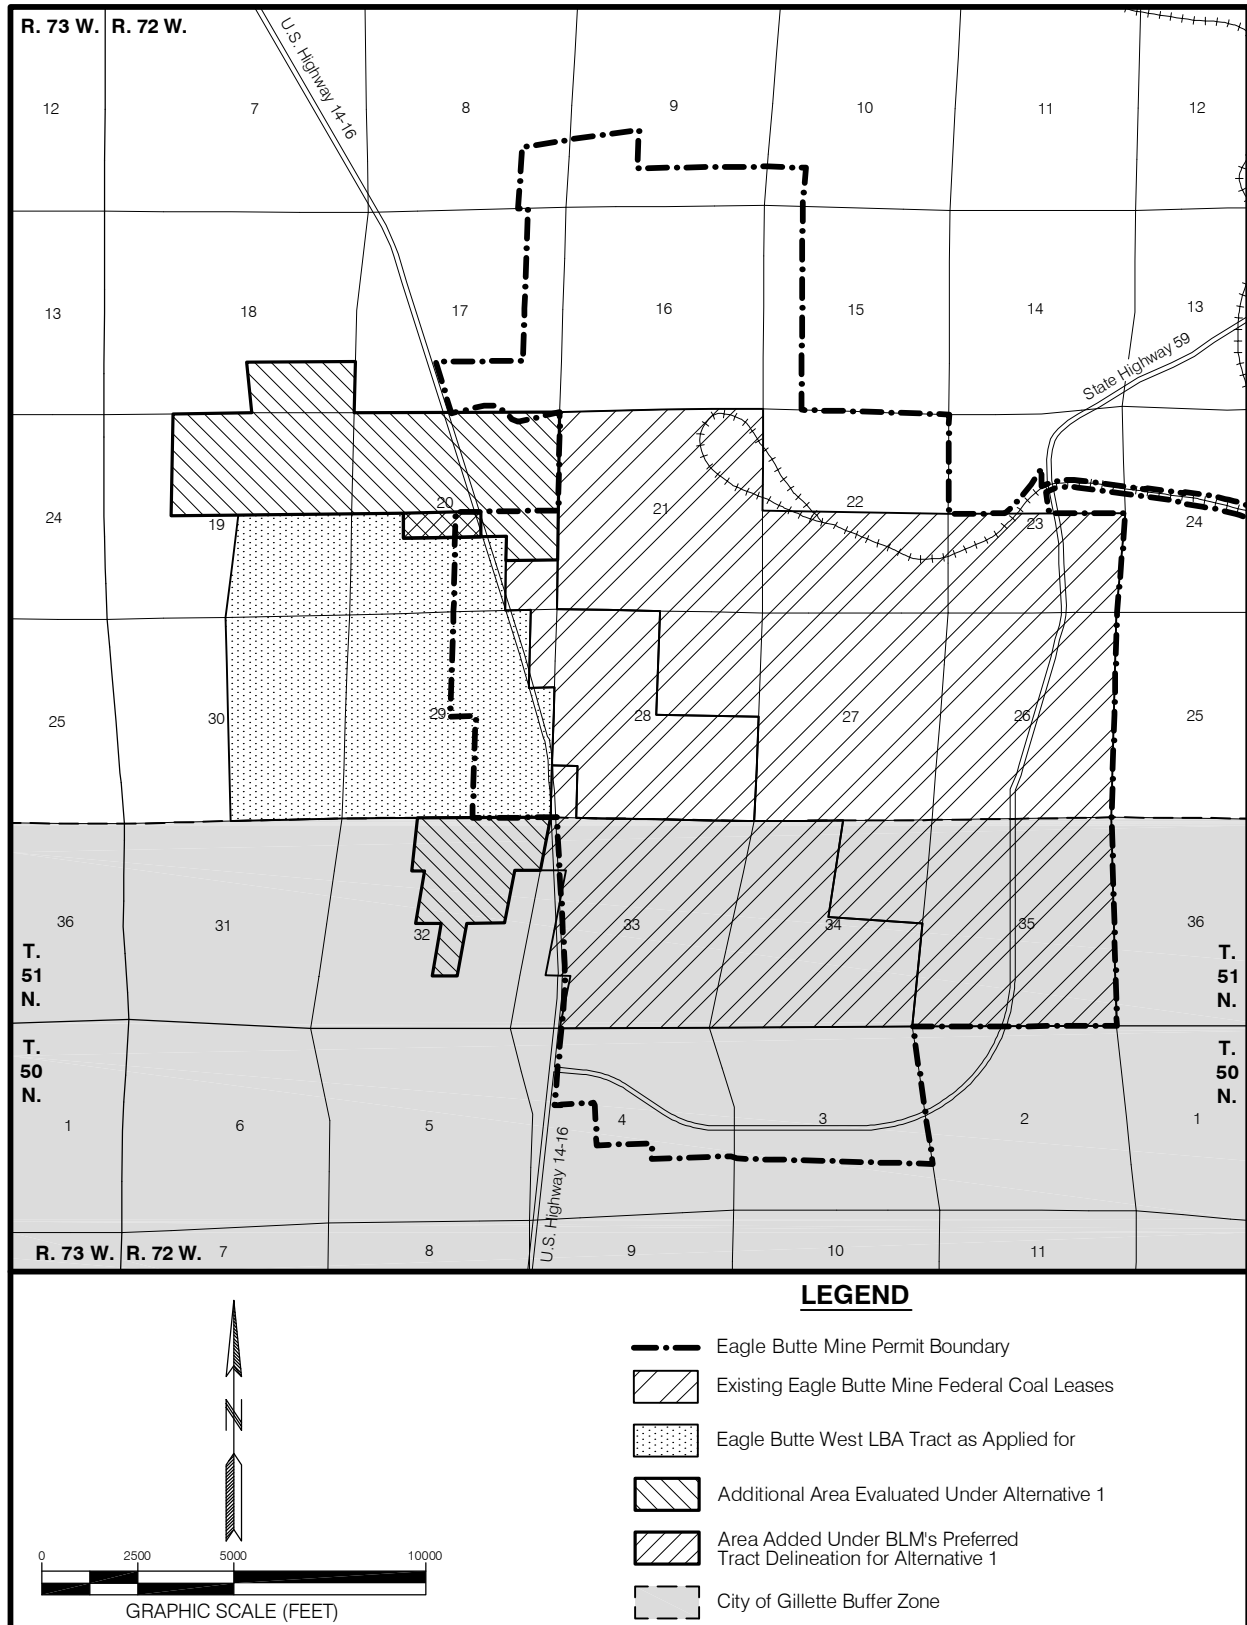 R. 73 W. R. 72 W.
U.S. Highway 14-16
12 7 8 9 10 11 12
13 18 17 16 15 14 13
State Highway 59
24 19 20 21 22 23 24
25 30 29 28 27 26 25
36 31 32 33 34 35 36
T. T.
51 51
N. N.
T. T.
50 50
N. N.
1 6 5 4 3 2 1
U.S. Highway 14-16
R. 73 W. R. 72 W. 7 8 9 10 11
LEGEND
Eagle Butte Mine Permit Boundary
Existing Eagle Butte Mine Federal Coal Leases
Eagle Butte West LBA Tract as Applied for
Additional Area Evaluated Under Alternative 1
Area Added Under BLM's Preferred
Tract Delineation for Alternative 1
City of Gillette Buffer Zone
N
0 2500 5000 10000
GRAPHIC SCALE (FEET)